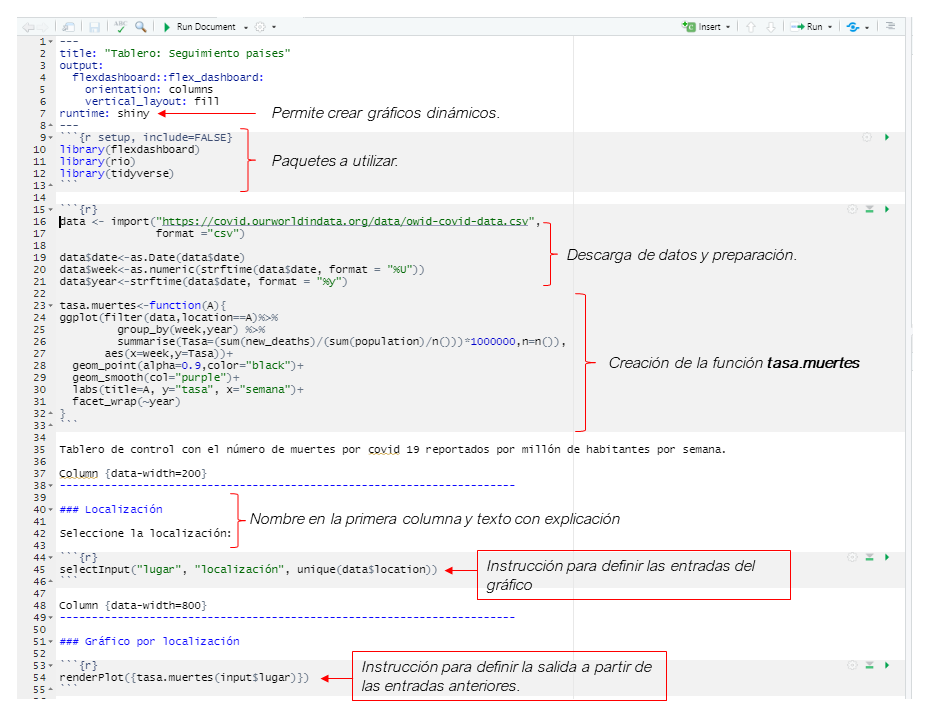 Run Document
Insert
Run
1 ---
2 title: "Tablero: Seguimiento paises"
3 output:
4 flexdashboard::flex_dashboard:
5 orientation: columns
6 vertical_layout: fill
7 runtime: shiny
Permite crear gráficos dinámicos.
8 ---
9 ```{r setup, include=FALSE}
10 library(flexdashboard)
11 library(rio)
Paquetes a utilizar.
12 library(tidyverse)
13 ```
14
15 ```{r}
16 data <- import("https://covid.ourworldindata.org/data/owid-covid-data.csv",
17 format ="csv")
18
19 data$date<-as.Date(data$date)
Descarga de datos y preparación.
20 data$week<-as.numeric(strftime(data$date, format = "%U"))
21 data$year<-strftime(data$date, format = "%y")
22
23 tasa.muertes<-function(A){
24 ggplot(filter(data,location==A)%>%
25 group_by(week,year) %>%
26 summarise(Tasa=(sum(new_deaths)/(sum(population)/n()))*1000000,n=n()),
27 aes(x=week,y=Tasa))+
28 geom_point(alpha=0.9,color="black")+
Creación de la función tasa.muertes
29 geom_smooth(col="purple")+
30 labs(title=A, y="tasa", x="semana")+
31 facet_wrap(~year)
32 }
33 ```
34
35 Tablero de control con el número de muertes por covid 19 reportados por millón de habitantes por semana.
36
37 Column {data-width=200}
38 -----------------------------------------------------------------------
39
40 ### Localización
41
Nombre en la primera columna y texto con explicación
42 Seleccione la localización:
43
44 ```{r}
45 selectInput("lugar", "localización", unique(data$location))
Instrucción para definir las entradas del
gráfico
46 ```
47
48 Column {data-width=800}
49 -----------------------------------------------------------------------
50
51 ### Gráfico por localización
52
53 ```{r}
54 renderPlot({tasa.muertes(input$lugar)})
Instrucción para definir la salida a partir de
las entradas anteriores.
55 ```